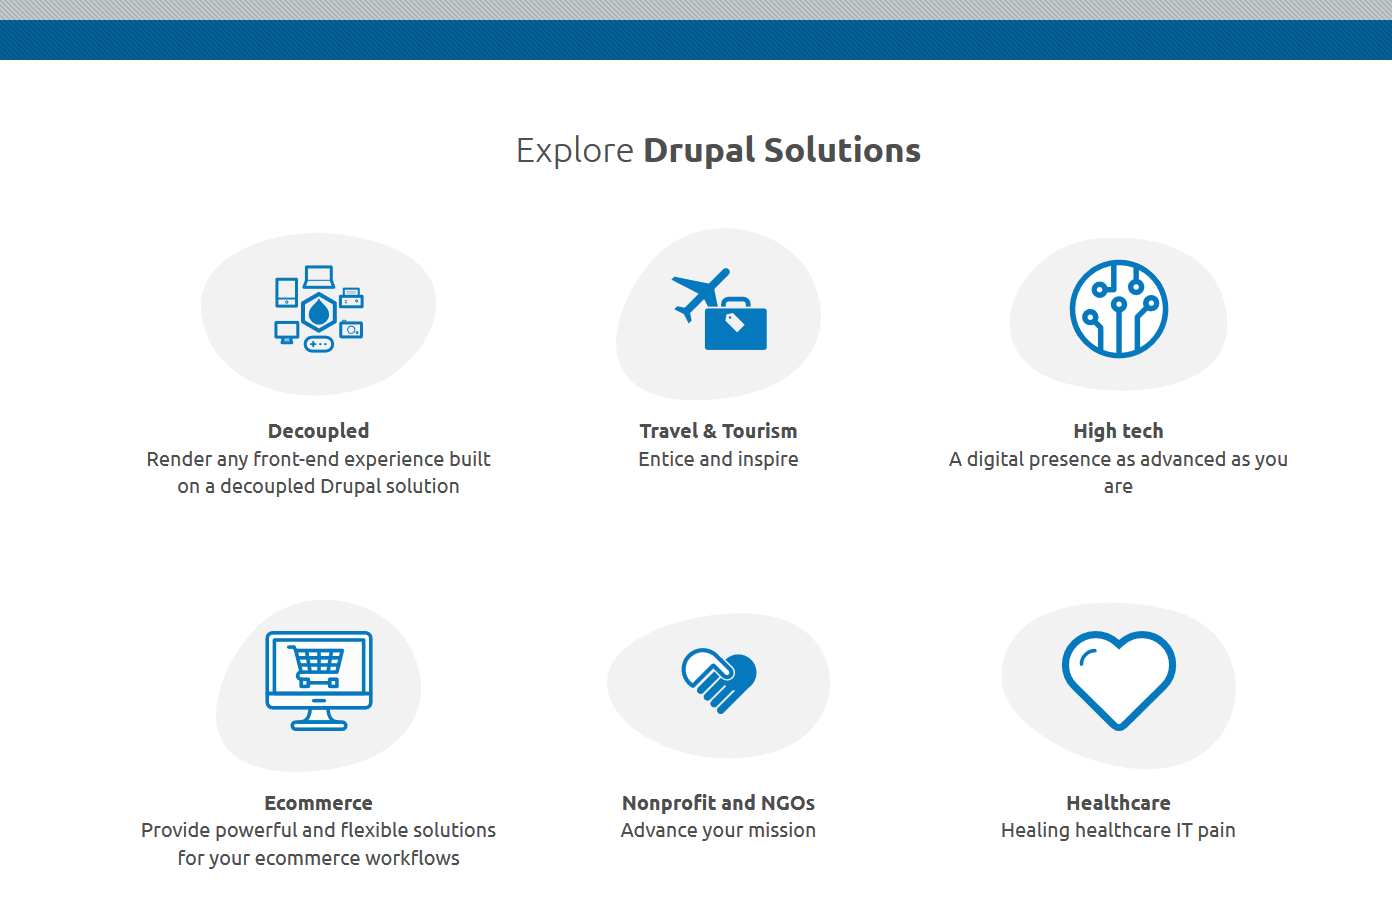 Explore Drupal Solutions
Decoupled
Render any front-end experience built
on a decoupled Drupal solution
Travel & Tourism
Entice and inspire
High tech
A digital presence as advanced as you
are
Ecommerce
Provide powerful and flexible solutions
for your ecommerce workflows
Nonprofit and NGOs
Advance your mission
Healthcare
Healing healthcare IT pain